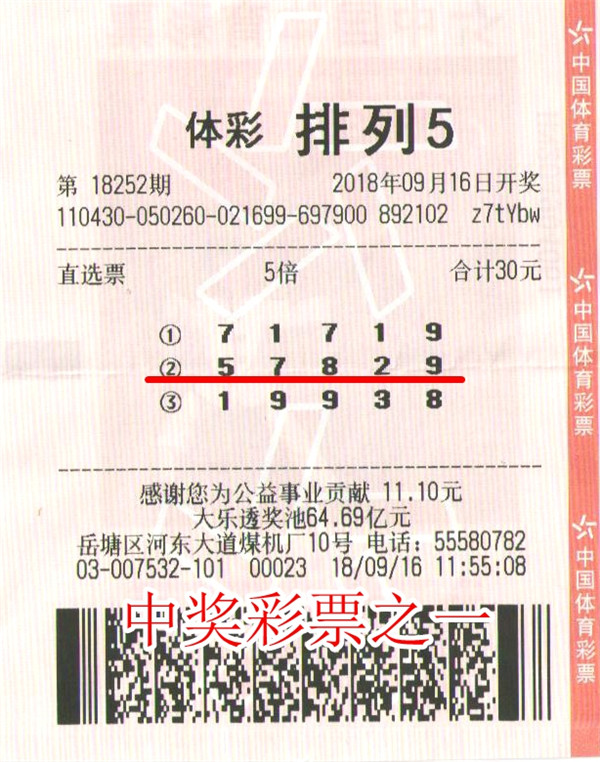 体彩 排列5
第 18252期 2018年09月16日开奖
110430-050260-021699-697900 892102 z7tYbw
直选票 5倍 合计30元
① 7 1 7 1 9
② 5 7 8 2 9
③ 1 9 9 3 8
感谢您为公益事业贡献 11.10元
大乐透奖池64.69亿元
岳塘区河东大道煤机厂10号 电话：55580782
03-007532-101 00023 18/09/16 11:55:08
中奖彩票之一
中国体育彩票
中国体育彩票
中国体育彩票